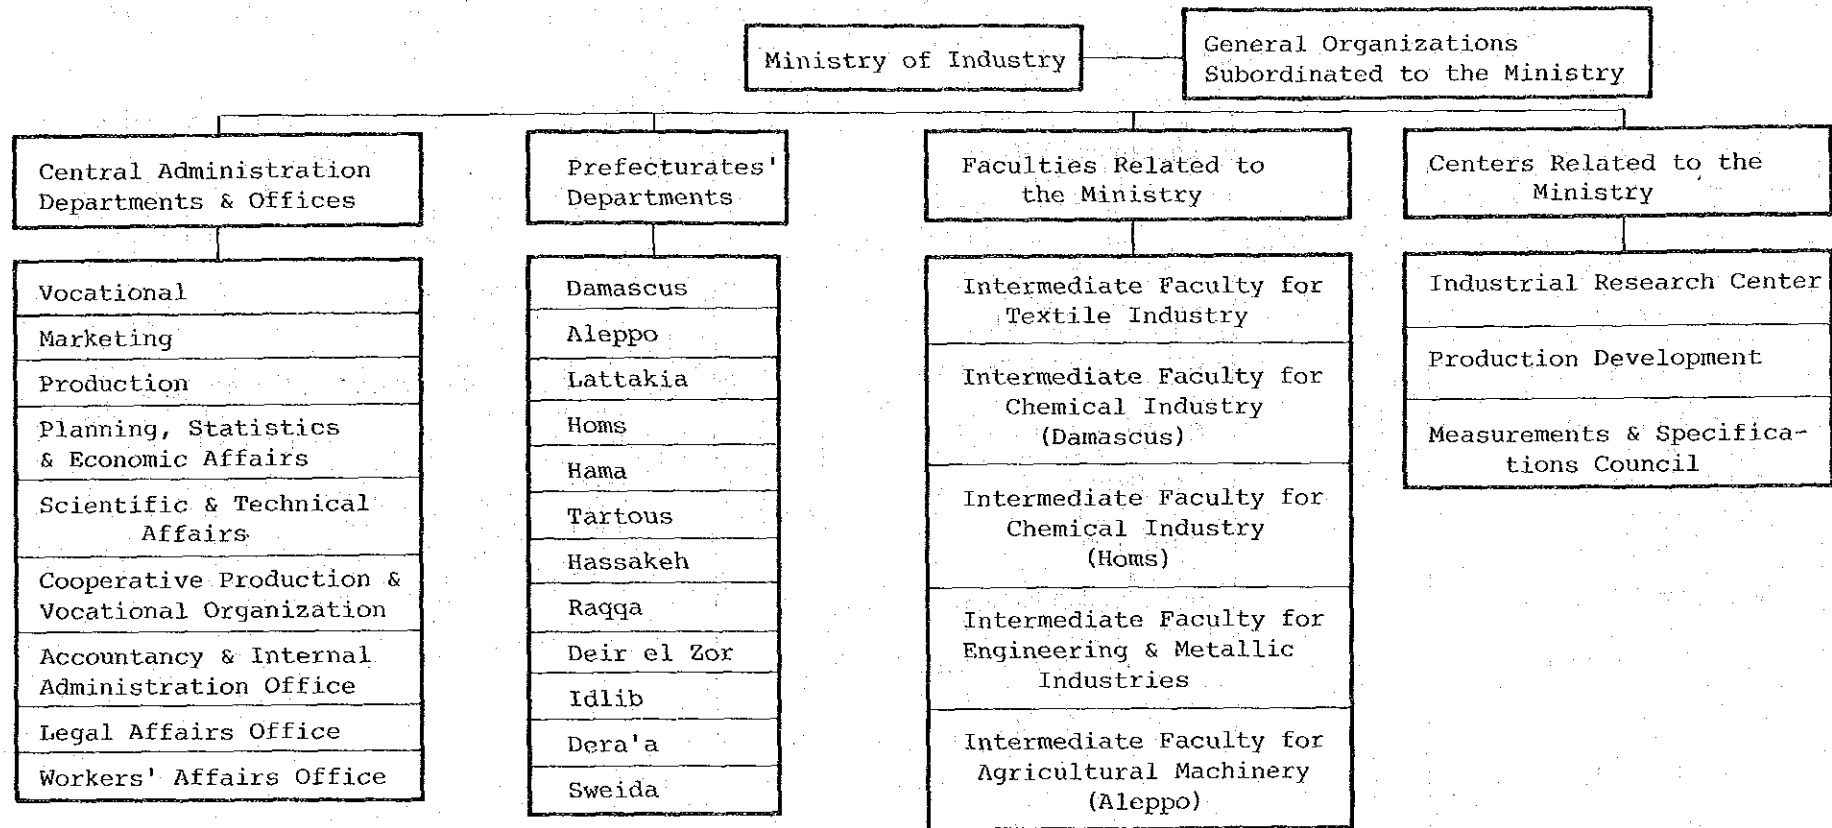 Ministry of Industry
General Organizations
Subordinated to the Ministry
Central Administration
Departments & Offices
Vocational
Marketing
Production
Planning, Statistics
& Economic Affairs
Scientific & Technical
Affairs
Cooperative Production &
Vocational Organization
Accountancy & Internal
Administration Office
Legal Affairs Office
Workers' Affairs Office
Prefecturates'
Departments
Damascus
Aleppo
Lattakia
Homs
Hama
Tartous
Hassakeh
Raqqa
Deir el Zor
Idlib
Dera'a
Sweida
Faculties Related to
the Ministry
Intermediate Faculty for
Textile Industry
Intermediate Faculty for
Chemical Industry
(Damascus)
Intermediate Faculty for
Chemical Industry
(Homs)
Intermediate Faculty for
Engineering & Metallic
Industries
Intermediate Faculty for
Agricultural Machinery
(Aleppo)
Centers Related to the
Ministry
Industrial Research Center
Production Development
Measurements & Specifica-
tions Council